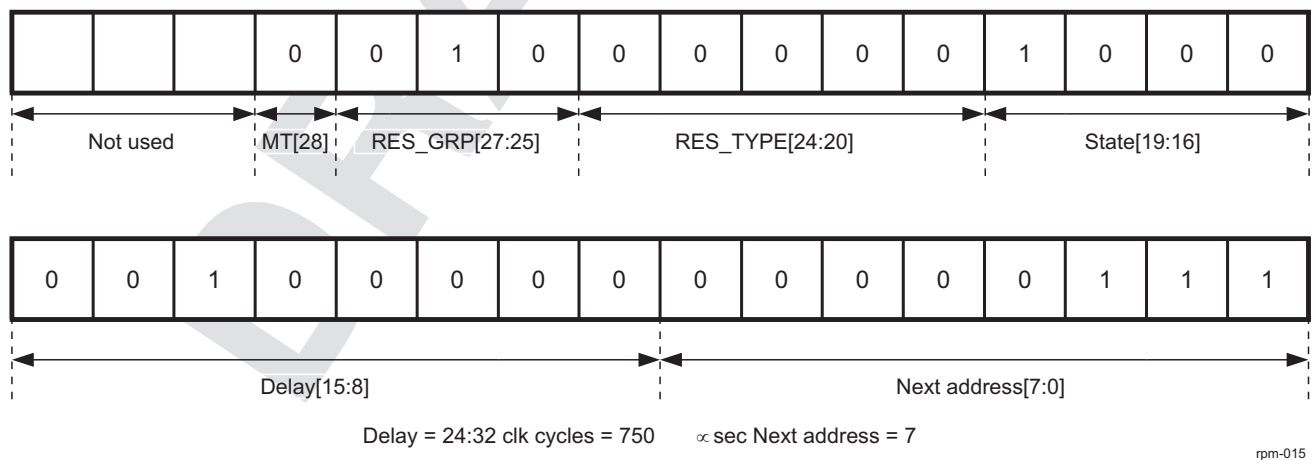 0 0 1 0 0 0 0 0 0 1 0 0 0
Not used MT[28] RES_GRP[27:25] RES_TYPE[24:20] State[19:16]
0 0 1 0 0 0 0 0 0 0 0 0 0 1 1 1
Delay[15:8] Next address[7:0]
Delay = 24:32 clk cycles = 750 ∝ sec Next address = 7
rpm-015